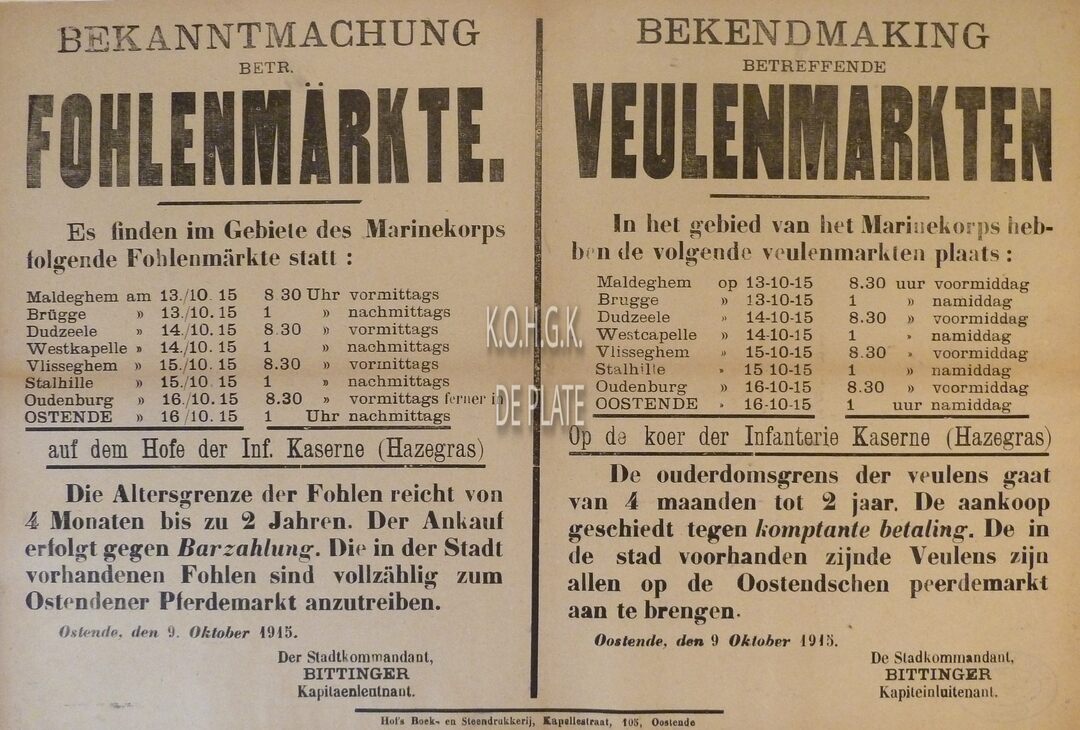 BEKANNTMACHUNG
BETR.
FOHLENMÄRKTE.
Es finden im Gebiete des Marinekorps
folgende Fohlenmärkte statt :
Maldeghem am 13./10. 15 8 30 Uhr vormittags
Brügge » 13./10. 15 1 » nachmittags
Dudzeele » 14./10. 15 8.30 » vormittags
Westkapelle » 14./10. 15 1 » nachmittags
Vlisseghem » 15./10. 15 8.30 » vormittags
Stalhille » 15./10. 15 1 » nachmittags
Oudenburg » 16./10. 15 8.30 » vormittags ferner in
OSTENDE » 16/10. 15 1 Uhr nachmittags
auf dem Hofe der Inf. Kaserne (Hazegras)
Die Altersgrenze der Fohlen reicht von
4 Monaten bis zu 2 Jahren. Der Ankauf
erfolgt gegen Barzahlung. Die in der Stadt
vorhandenen Fohlen sind vollzählig zum
Ostendener Pferdemarkt anzutreiben.
Ostende, den 9. Oktober 1915.
Der Stadtkommandant,
BITTINGER
Kapitaenleutnant.
BEKENDMAKING
BETREFFENDE
VEULENMARKTEN
In het gebied van het Marinekorps heb-
ben de volgende veulenmarkten plaats :
Maldeghem op 13-10-15 8.30 uur voormiddag
Brugge » 13-10-15 1 » namiddag
Dudzeele » 14-10-15 8.30 » voormiddag
Westcapelle » 14-10-15 1 » namiddag
Vlisseghem » 15-10-15 8.30 » voormiddag
Stalhille » 15 10-15 1 » namiddag
Oudenburg » 16-10-15 8.30 » voormiddag
OOSTENDE » 16-10-15 1 uur namiddag
Op de koer der Infanterie Kaserne (Hazegras)
De ouderdomsgrens der veulens gaat
van 4 maanden tot 2 jaar. De aankoop
geschiedt tegen komptante betaling. De in
de stad voorhanden zijnde Veulens zijn
allen op de Oostendschen peerdemarkt
aan te brengen.
Oostende, den 9 Oktober 1915.
De Stadkommandant,
BITTINGER
Kapiteinluitenant.
Hof's Boek- en Steendrukkerij, Kapellestraat, 105, Oostende
K.O.H.G.K.
DE PLATE